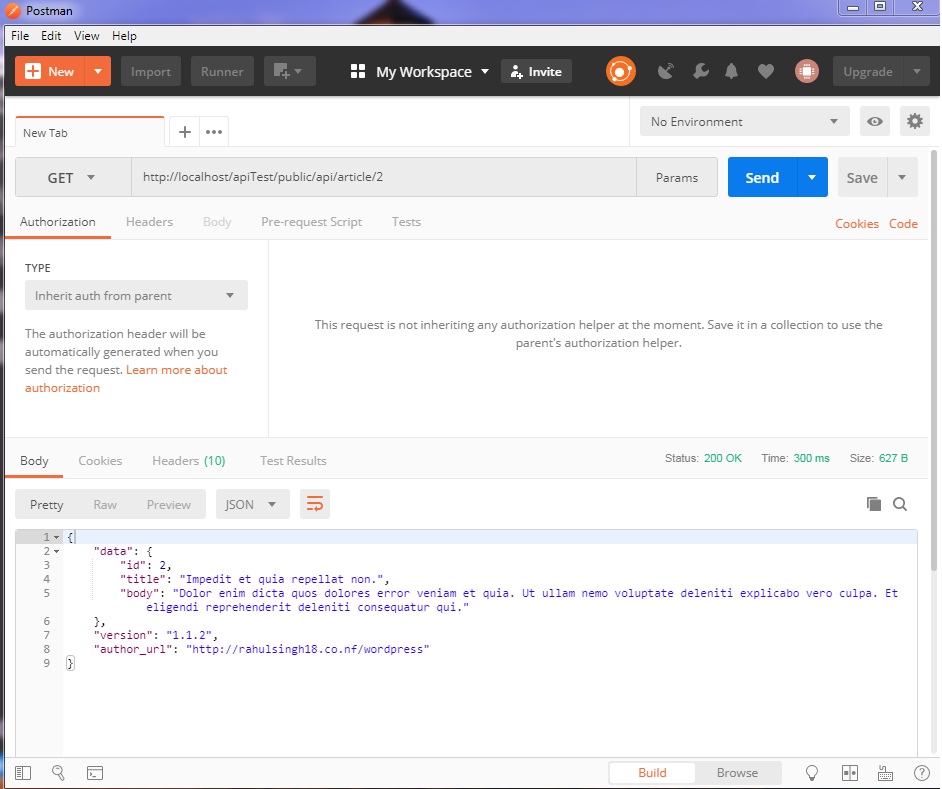 Postman
File Edit View Help
New Import Runner My Workspace Invite Upgrade
New Tab No Environment
GET http://localhost/apiTest/public/api/article/2 Params Send Save
Authorization Headers Body Pre-request Script Tests Cookies Code
TYPE
Inherit auth from parent
The authorization header will be
automatically generated when you
send the request. Learn more about
authorization
This request is not inheriting any authorization helper at the moment. Save it in a collection to use the
parent's authorization helper.
Body Cookies Headers (10) Test Results Status: 200 OK Time: 300 ms Size: 627 B
Pretty Raw Preview JSON
1 {
2 "data": {
3 "id": 2,
4 "title": "Impedit et quia repellat non.",
5 "body": "Dolor enim dicta quos dolores error veniam et quia. Ut ullam nemo voluptate deleniti explicabo vero culpa. Et
eligendi reprehenderit deleniti consequatur qui."
6 },
7 "version": "1.1.2",
8 "author_url": "http://rahulsingh18.co.nf/wordpress"
9 }
Build Browse